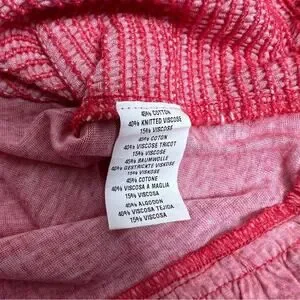 45% COTTON
40% KNITTED VISCOSE
15% VISCOSE
45% COTON
40% VISCOSE TRICOT
15% VISCOSE
45% BAUMWOLLE
40% GESTRICKTE VISKOSE
15% VISKOSE
45% COTONE
40% VISCOSA A MAGLIA
15% VISCOSA
45% ALGODON
40% VISCOSA TEJIDA
15% VISCOSA